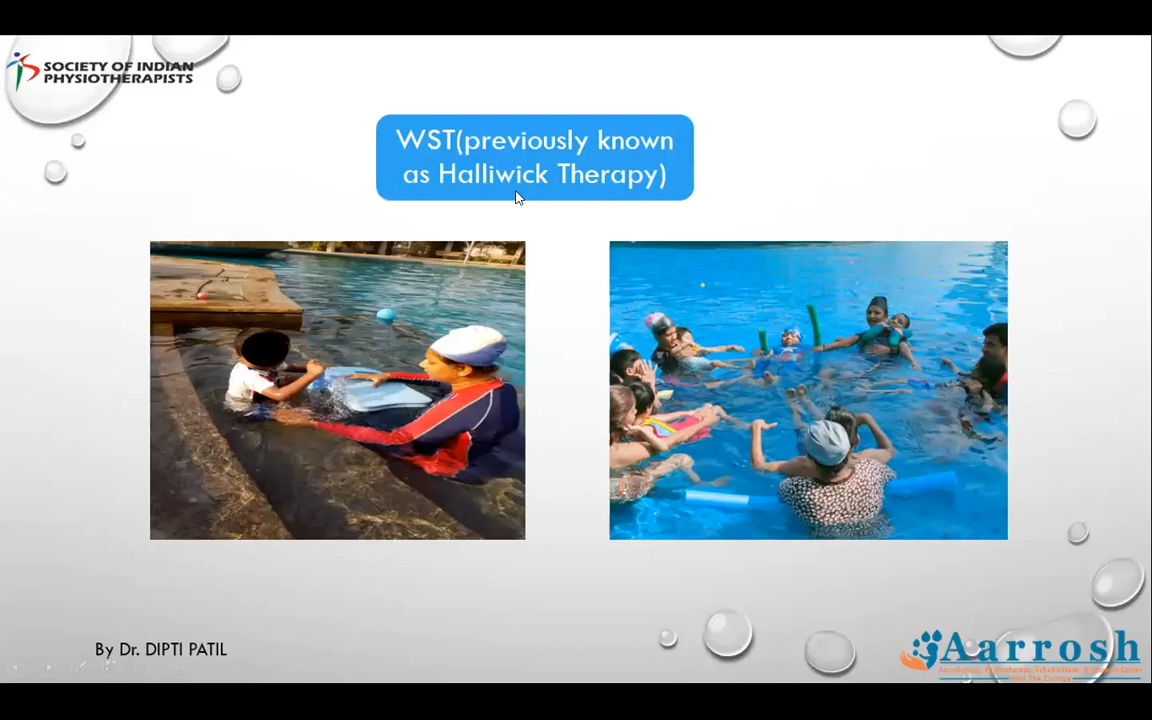 SOCIETY OF INDIAN
PHYSIOTHERAPISTS
WST(previously known
as Halliwick Therapy)
By Dr. DIPTI PATIL
Aarrosh